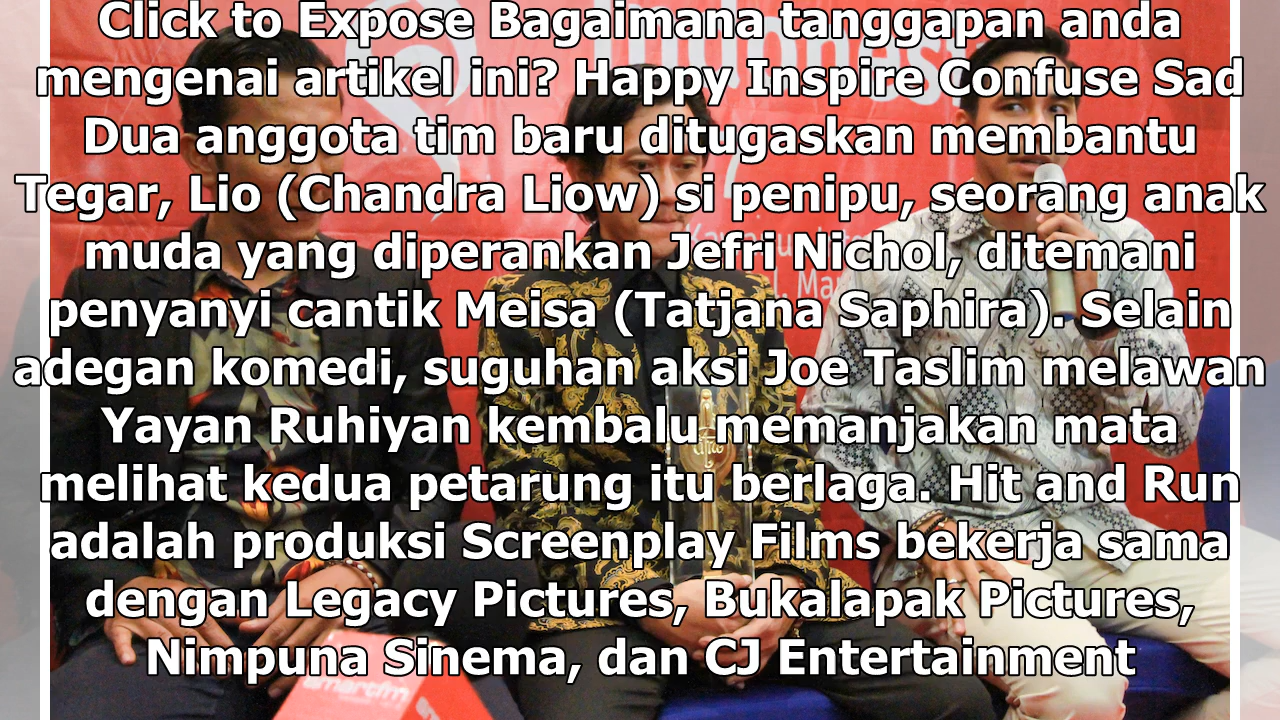 Click to Expose Bagaimana tanggapan anda
mengenai artikel ini? Happy Inspire Confuse Sad
Dua anggota tim baru ditugaskan membantu
Tegar, Lio (Chandra Liow) si penipu, seorang anak
muda yang diperankan Jefri Nichol, ditemani
penyanyi cantik Meisa (Tatjana Saphira). Selain
adegan komedi, suguhan aksi Joe Taslim melawan
Yayan Ruhiyan kembalu memanjakan mata
melihat kedua petarung itu berlaga. Hit and Run
adalah produksi Screenplay Films bekerja sama
dengan Legacy Pictures, Bukalapak Pictures,
Nimpuna Sinema, dan CJ Entertainment
smartfm